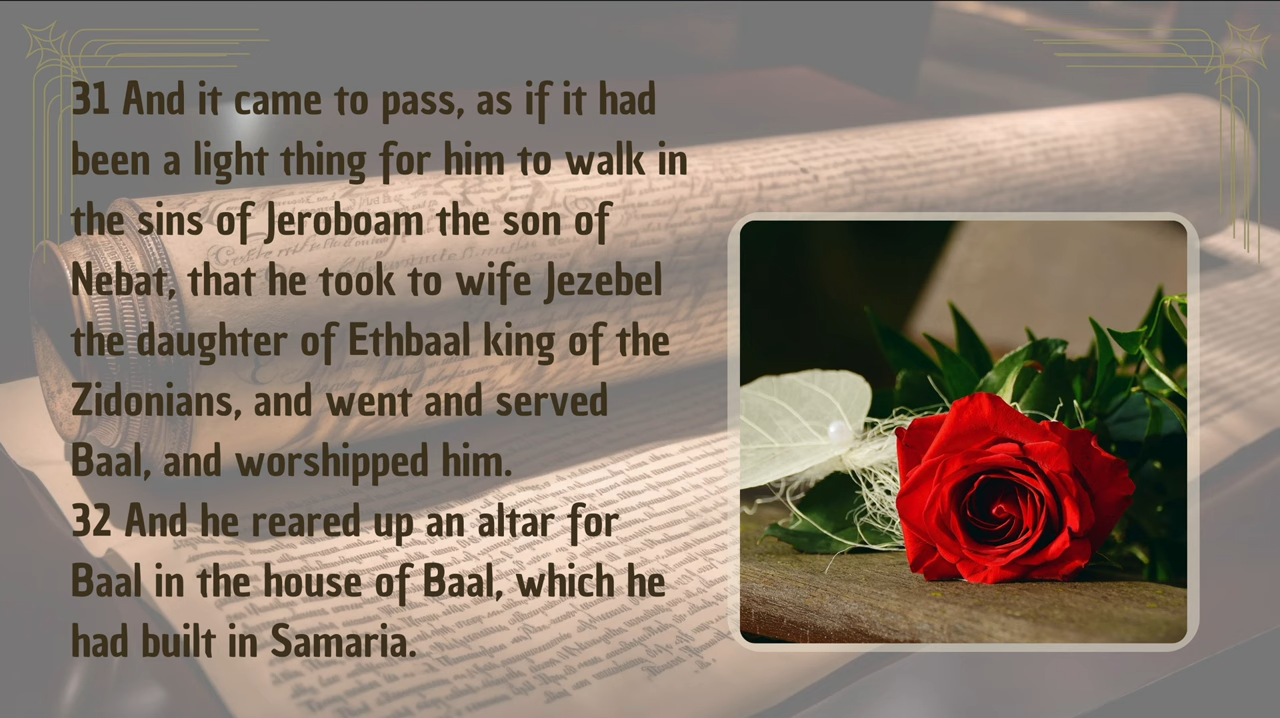 31 And it came to pass, as if it had
been a light thing for him to walk in
the sins of Jeroboam the son of
Nebat, that he took to wife Jezebel
the daughter of Ethbaal king of the
Zidonians, and went and served
Baal, and worshipped him.
32 And he reared up an altar for
Baal in the house of Baal, which he
had built in Samaria.